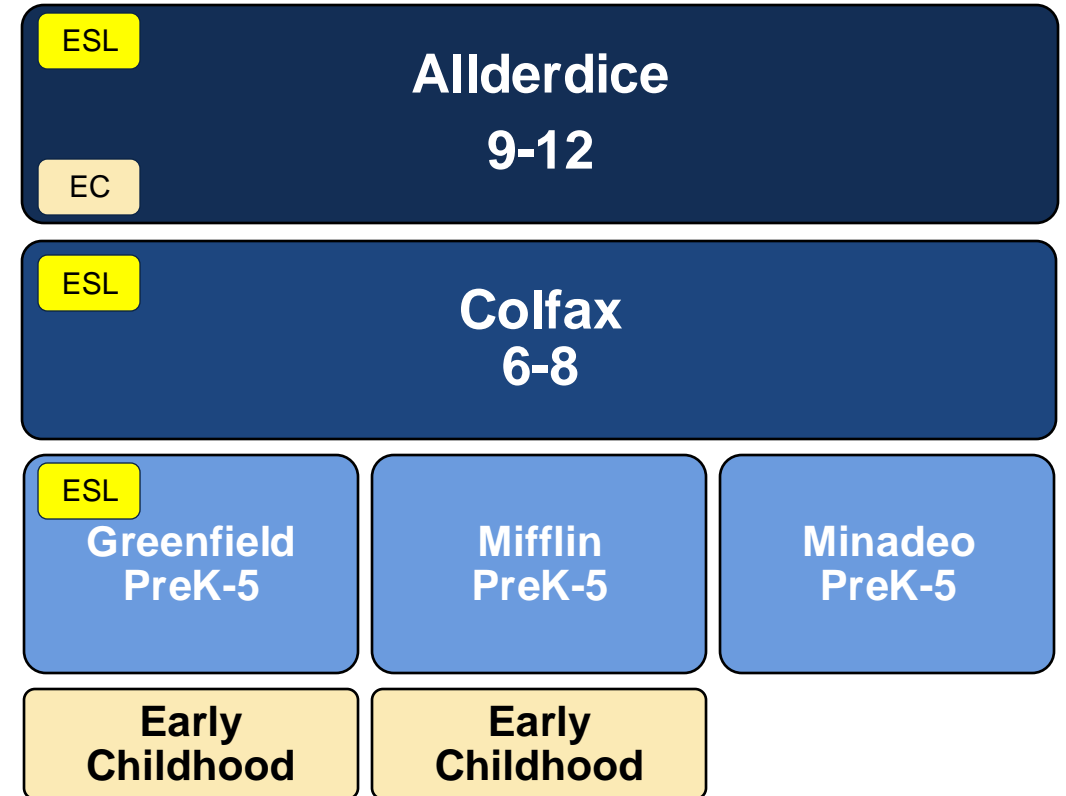 ESL
Allderdice
9-12
EC
ESL
Colfax
6-8
ESL
Greenfield
PreK-5
Mifflin
PreK-5
Minadeo
PreK-5
Early
Childhood
Early
Childhood